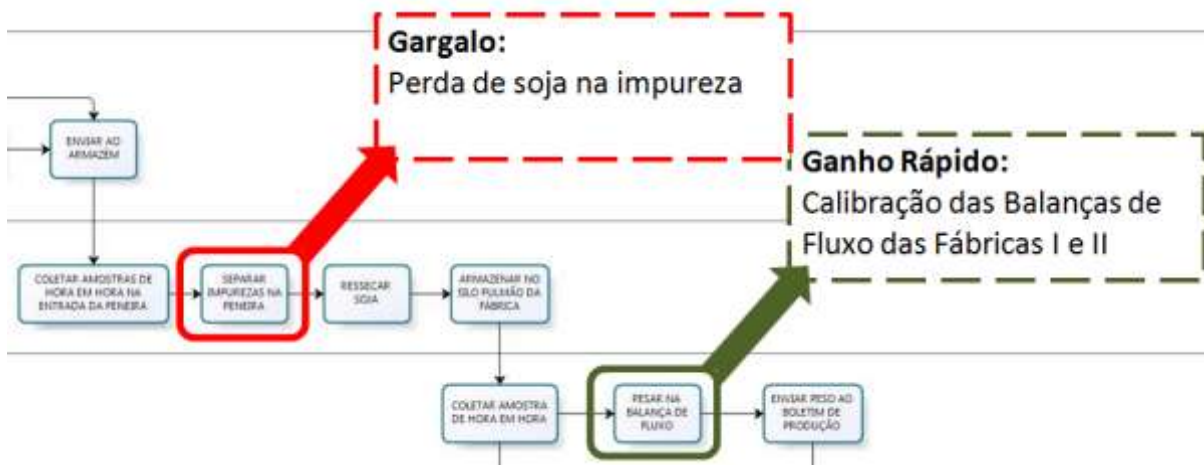 Gargalo:
Perda de soja na impureza
Ganho Rápido:
Calibração das Balanças de
Fluxo das Fábricas I e II
ENVIAR AO
ARMAZÉM
COLETAR AMOSTRAS DE
HORA EM HORA NA
ENTRADA DA PENEIRA
SEPARAR
IMPUREZAS NA
PENEIRA
RESSECAR
SOJA
ARMAZENAR NO
SILO PULMÃO DA
FÁBRICA
COLETAR AMOSTRA
DE HORA EM HORA
PESAR NA
BALANÇA DE
FLUXO
ENVIAR PESO AO
BOLETIM DE
PRODUÇÃO